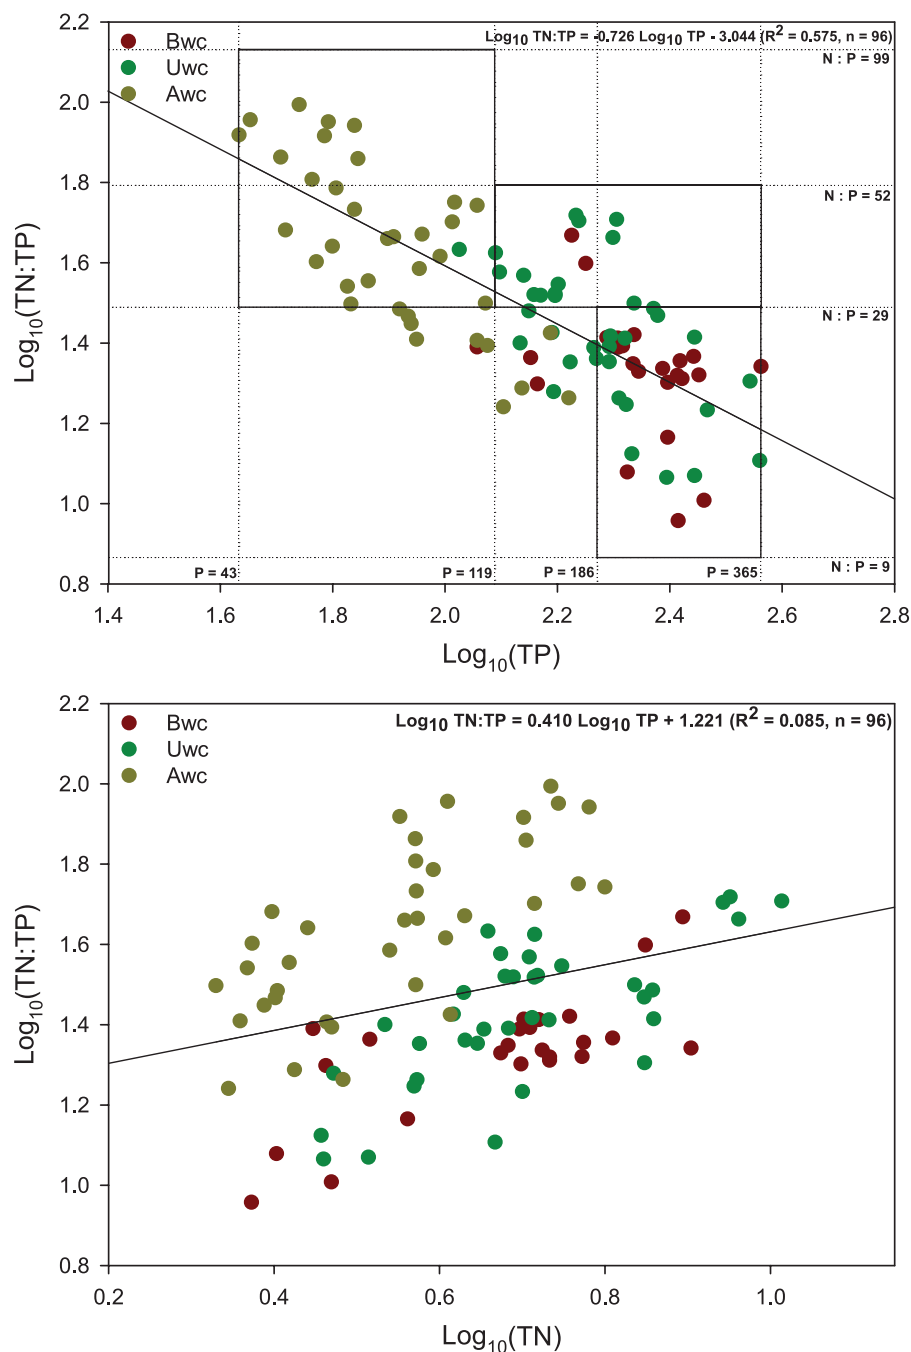 2.2
2.0
1.8
1.6
1.4
1.2
1.0
0.8
Log10(TN:TP)
Bwc
Uwc
Awc
Log10 TN:TP = -0.726 Log10 TP - 3.044 (R2 = 0.575, n = 96)
N : P = 99
N : P = 52
N : P = 29
N : P = 9
P = 43
P = 119
P = 186
P = 365
1.4 1.6 1.8 2.0 2.2 2.4 2.6 2.8
Log10(TP)
2.2
2.0
1.8
1.6
1.4
1.2
1.0
0.8
Log10(TN:TP)
Bwc
Uwc
Awc
Log10 TN:TP = 0.410 Log10 TP + 1.221 (R2 = 0.085, n = 96)
0.2 0.4 0.6 0.8 1.0
Log10(TN)